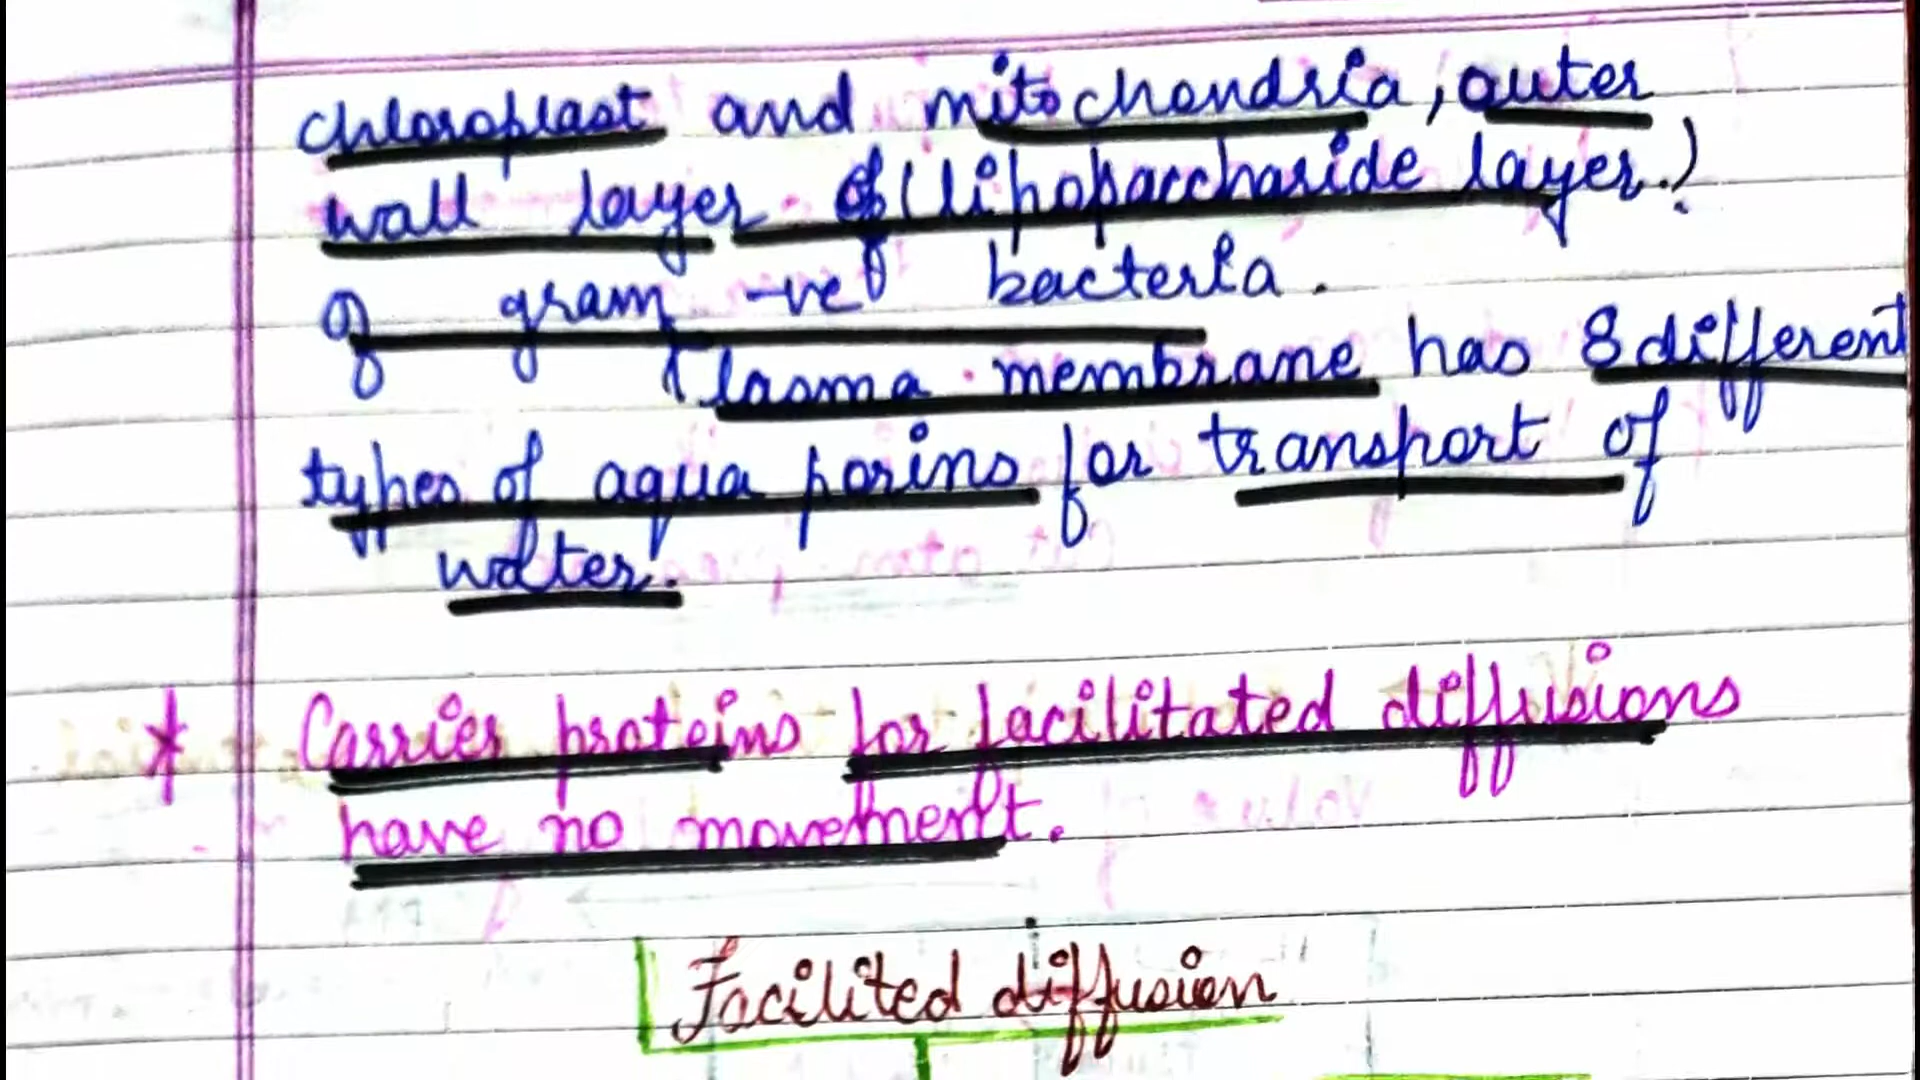 chloroplast and mitochondria, outer
wall layer of (lipopaccharide layer.)
of gram -ve bacteria.
Plasma membrane has 8 different
types of aqua porins for transport of
water.
* Carrier proteins for facilitated diffusions
have no movement.
Facilited diffusion